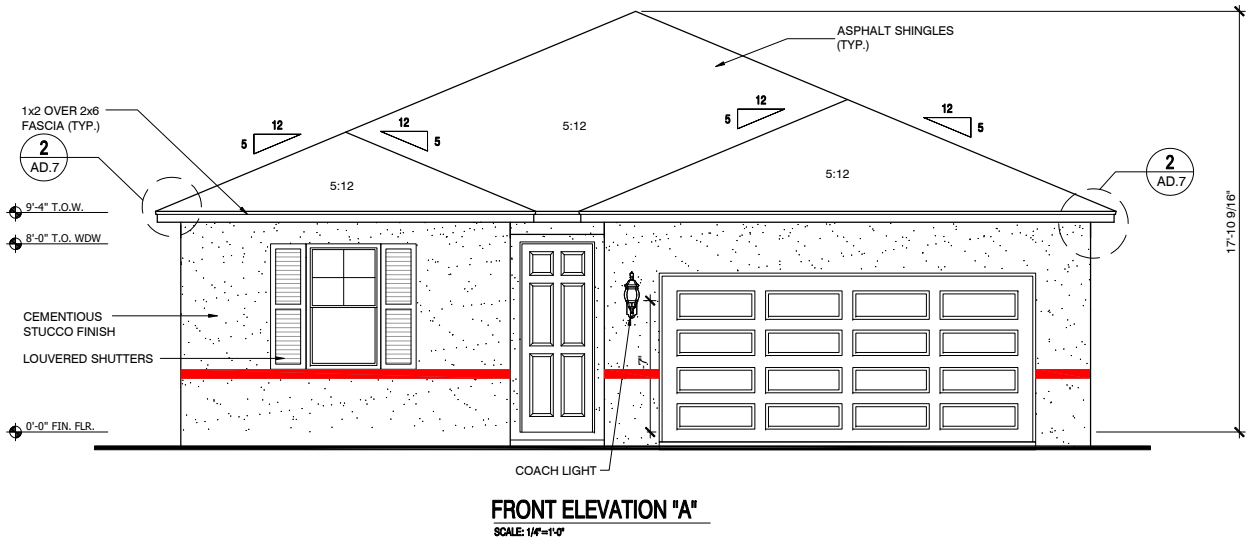 ASPHALT SHINGLES
(TYP.)
1x2 OVER 2x6
FASCIA (TYP.)
2
AD.7
12
5
12
5
5:12
12
5
12
5
5:12
5:12
2
AD.7
9'-4" T.O.W.
8'-0" T.O. WDW
17'-10 9/16"
CEMENTIOUS
STUCCO FINISH
LOUVERED SHUTTERS
7'
0'-0" FIN. FLR.
COACH LIGHT
FRONT ELEVATION "A"
SCALE: 1/4"=1'-0"